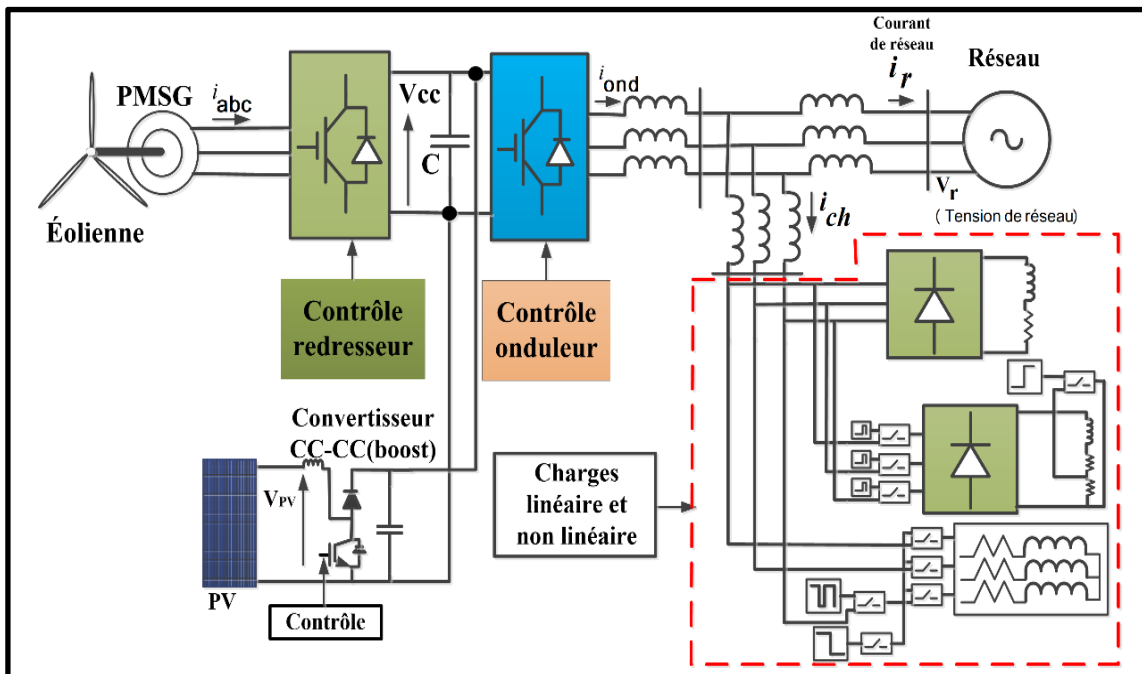 Courant
de réseau
i_r
Réseau
PMSG
i_abc
Vcc
C
i_ond
V_r
( Tension de réseau)
Éolienne
i_ch
Contrôle
redresseur
Contrôle
onduleur
Convertisseur
CC-CC(boost)
V_PV
PV
Contrôle
Charges
linéaire et
non linéaire